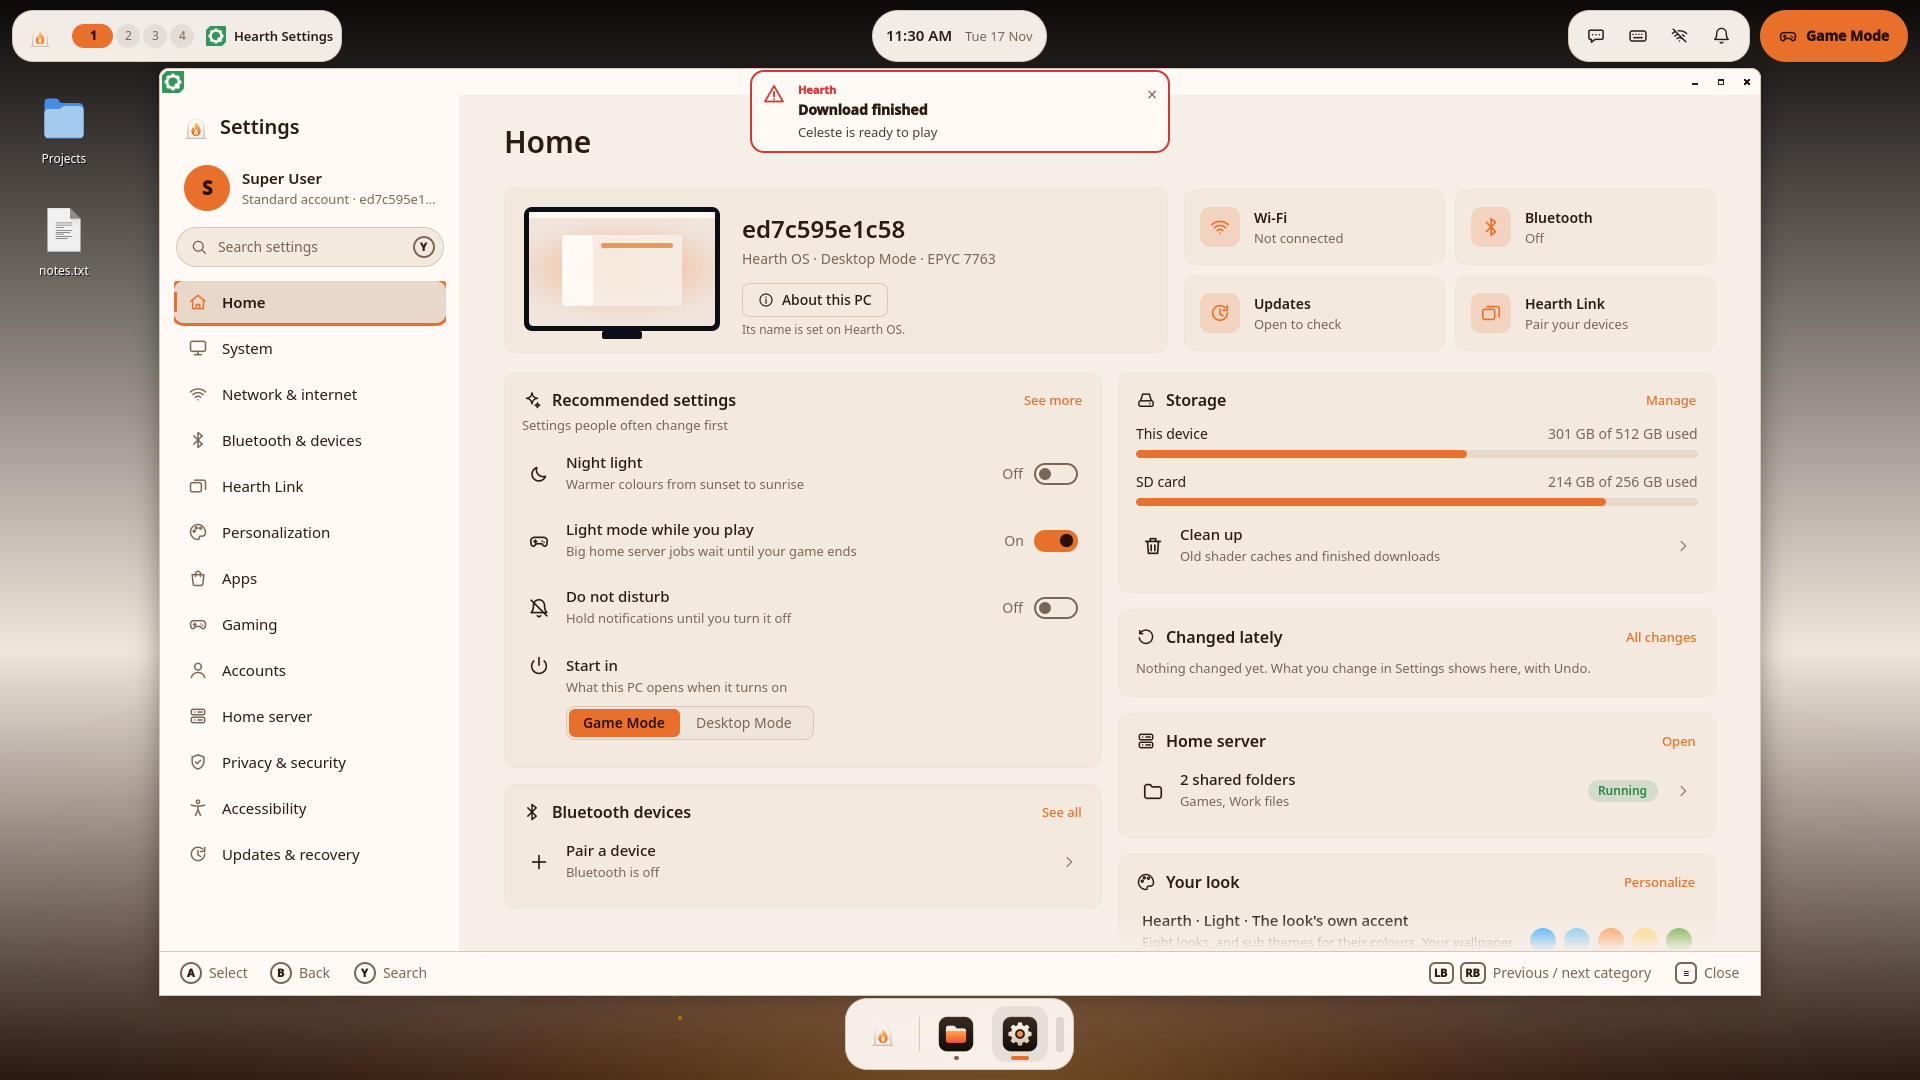 1 2 3 4 Hearth Settings
11:30 AM Tue 17 Nov
Game Mode
Projects
notes.txt
Hearth
Download finished
Celeste is ready to play
Settings
Super User
Standard account · ed7c595e1...
Search settings Y
Home
System
Network & internet
Bluetooth & devices
Hearth Link
Personalization
Apps
Gaming
Accounts
Home server
Privacy & security
Accessibility
Updates & recovery
Home
ed7c595e1c58
Hearth OS · Desktop Mode · EPYC 7763
About this PC
Its name is set on Hearth OS.
Wi-Fi
Not connected
Bluetooth
Off
Updates
Open to check
Hearth Link
Pair your devices
Recommended settings See more
Settings people often change first
Night light
Warmer colours from sunset to sunrise
Off
Light mode while you play
Big home server jobs wait until your game ends
On
Do not disturb
Hold notifications until you turn it off
Off
Start in
What this PC opens when it turns on
Game Mode Desktop Mode
Bluetooth devices See all
Pair a device
Bluetooth is off
Storage Manage
This device 301 GB of 512 GB used
SD card 214 GB of 256 GB used
Clean up
Old shader caches and finished downloads
Changed lately All changes
Nothing changed yet. What you change in Settings shows here, with Undo.
Home server Open
2 shared folders
Games, Work files
Running
Your look Personalize
Hearth · Light · The look's own accent
Eight looks, and sub themes for their colours. Your wallpaper
A Select B Back Y Search
LB RB Previous / next category ≡ Close